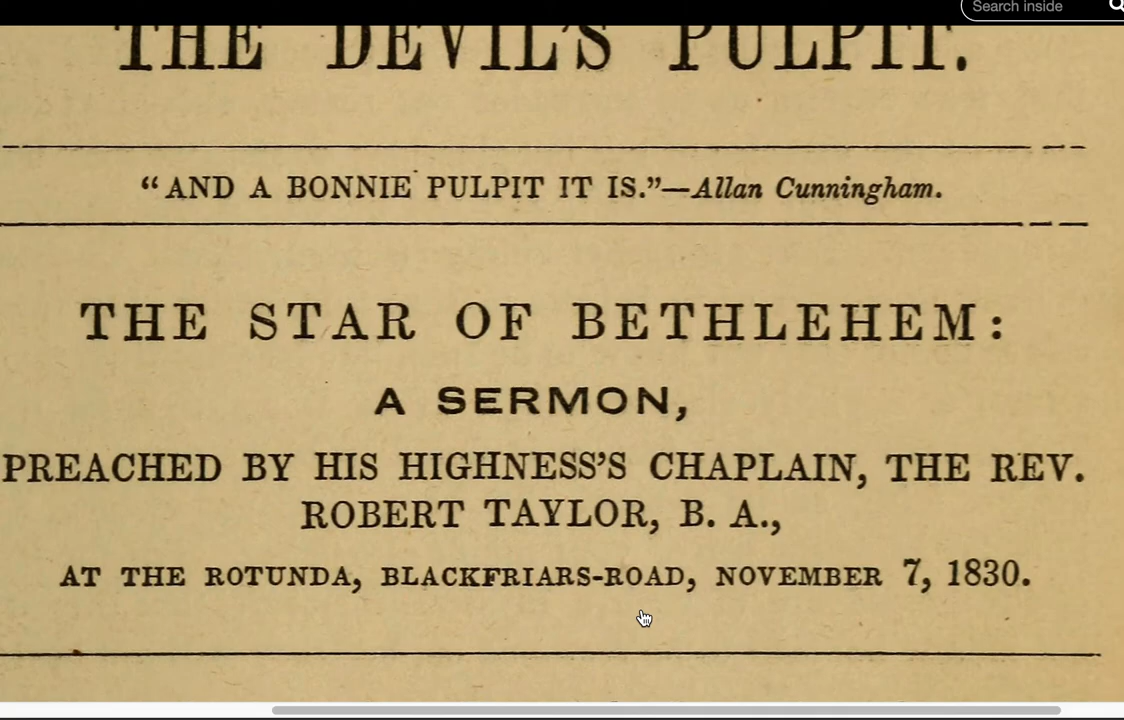 Search inside
THE DEVIL'S PULPIT.
“AND A BONNIE PULPIT IT IS.”—Allan Cunningham.
THE STAR OF BETHLEHEM:
A SERMON,
PREACHED BY HIS HIGHNESS’S CHAPLAIN, THE REV.
ROBERT TAYLOR, B. A.,
AT THE ROTUNDA, BLACKFRIARS-ROAD, NOVEMBER 7, 1830.